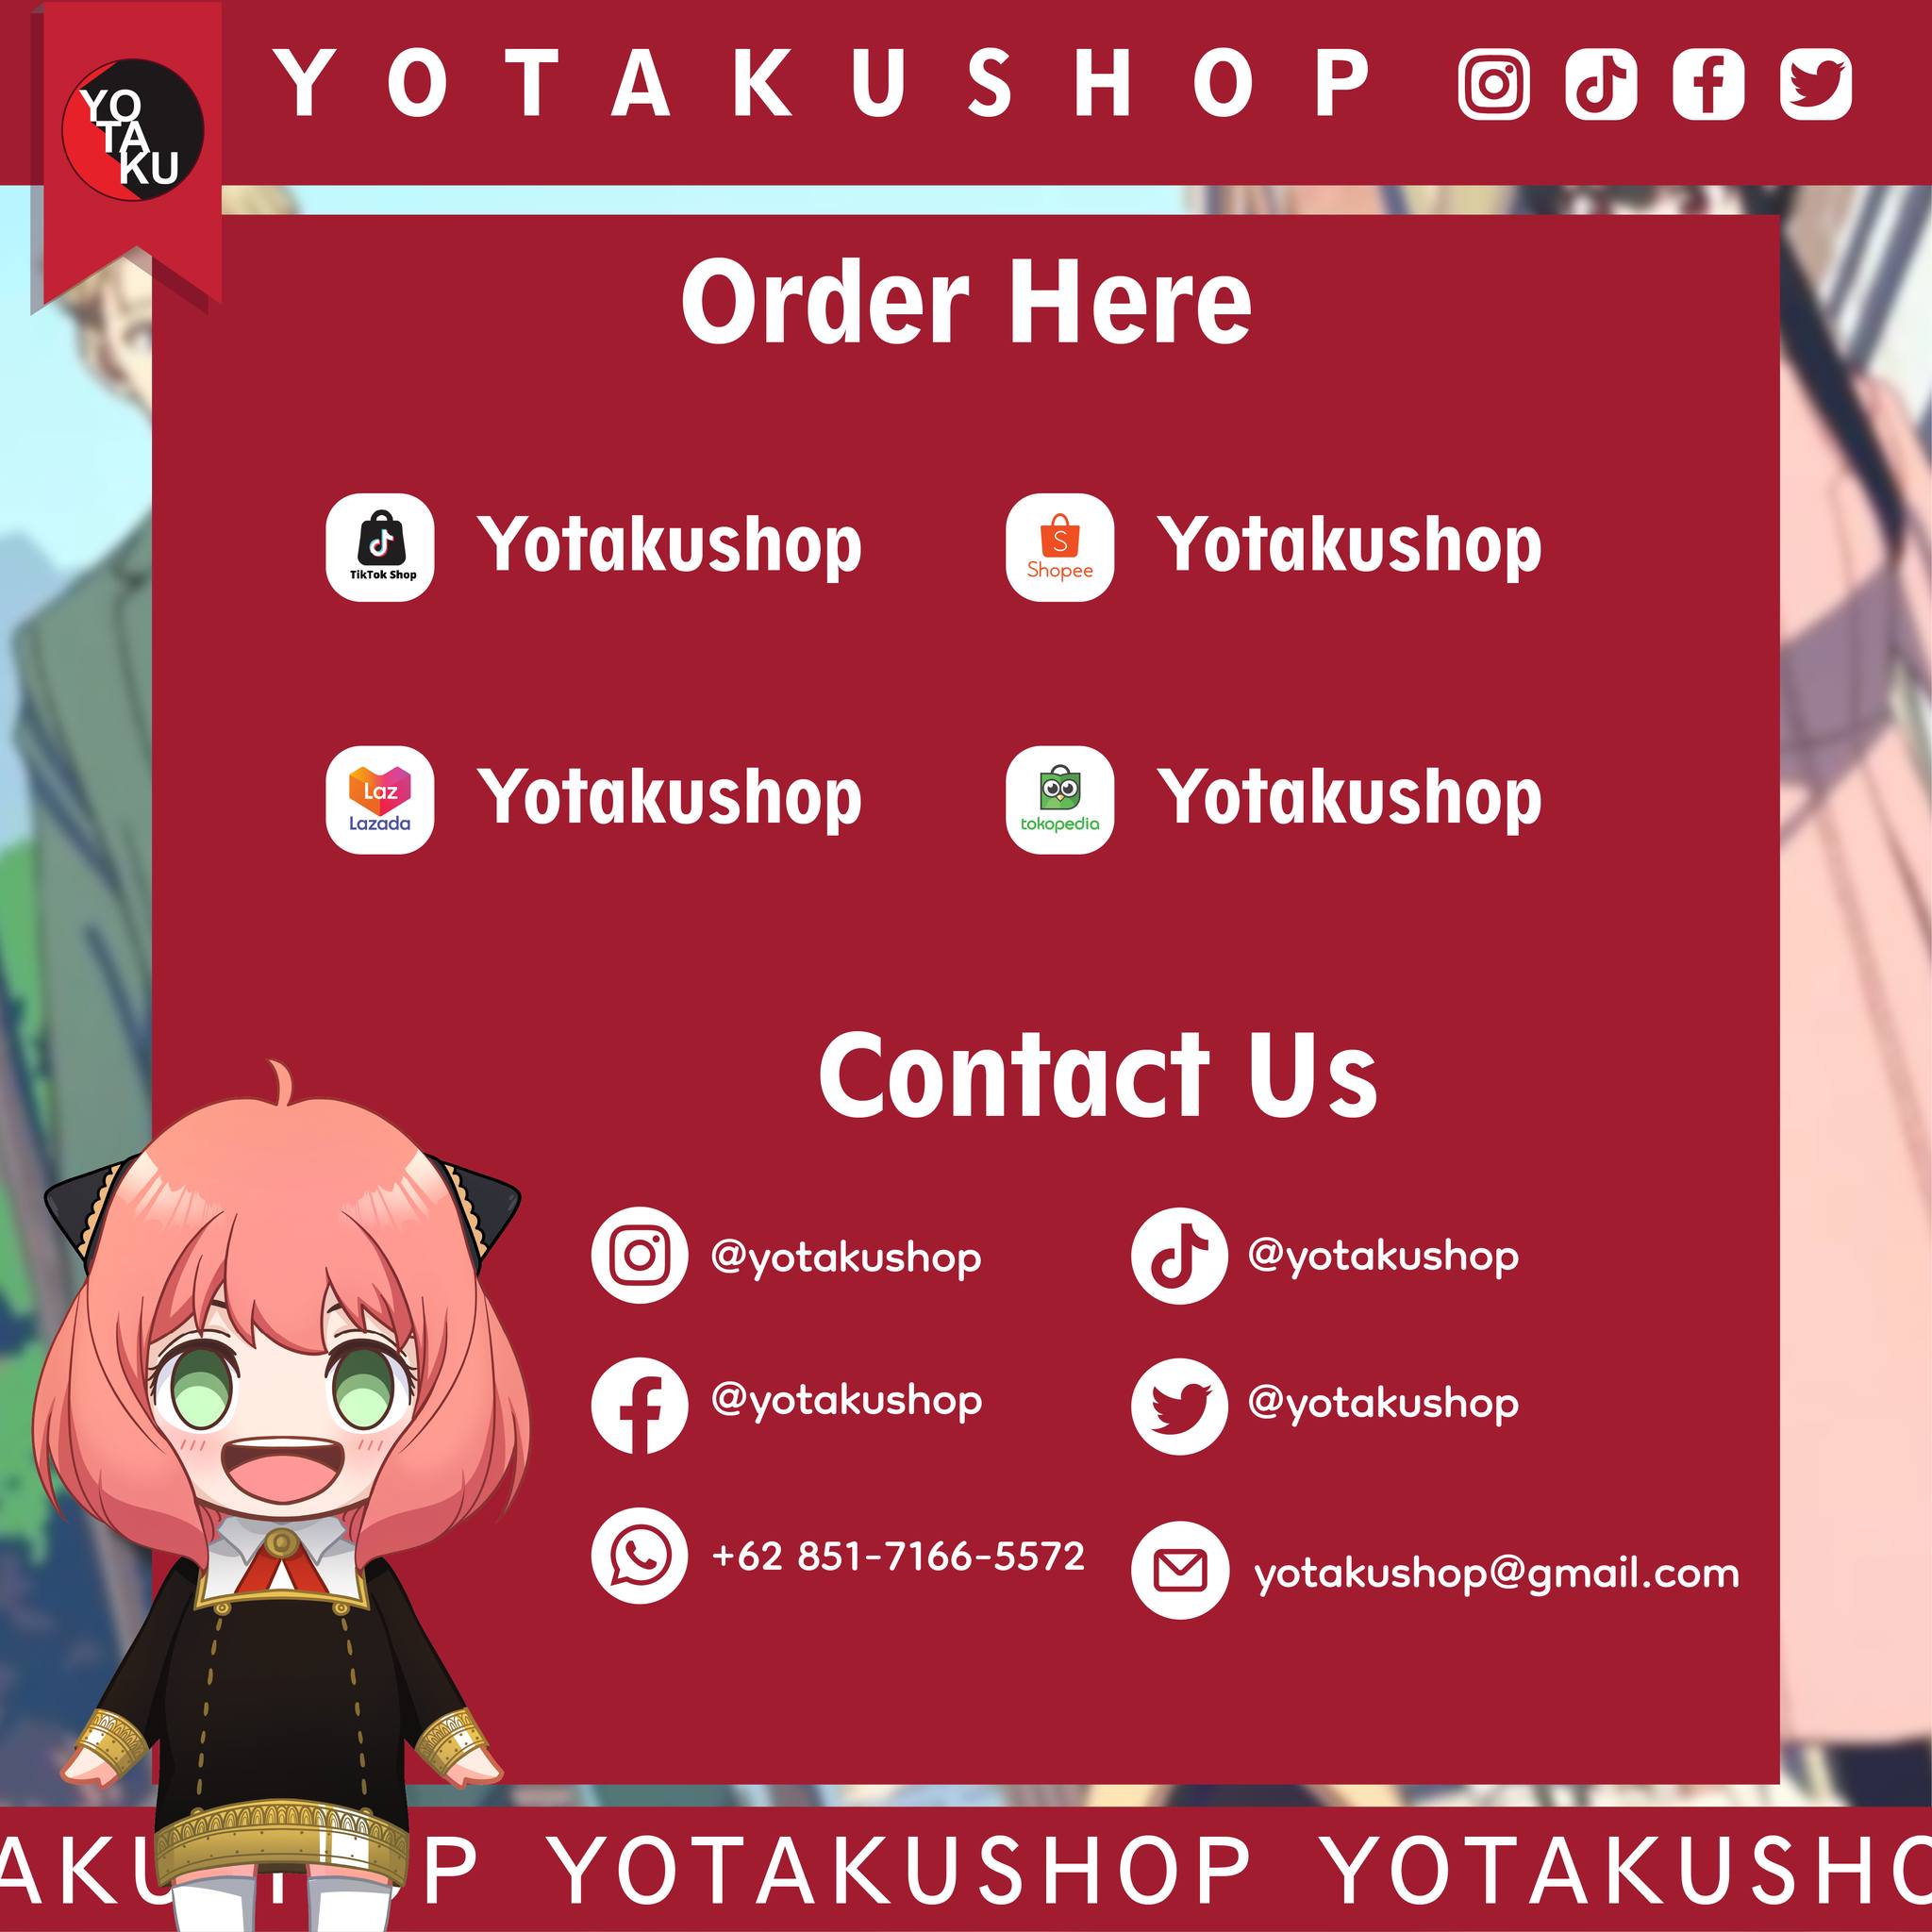 YO
TA
KU
YOTAKUSHOP
Order Here
TikTok Shop
Yotakushop
S
Shopee
Yotakushop
Laz
Lazada
Yotakushop
tokopedia
Yotakushop
Contact Us
@yotakushop
@yotakushop
@yotakushop
@yotakushop
+62 851-7166-5572
yotakushop@gmail.com
YOTAKUSHOP YOTAKUSHO